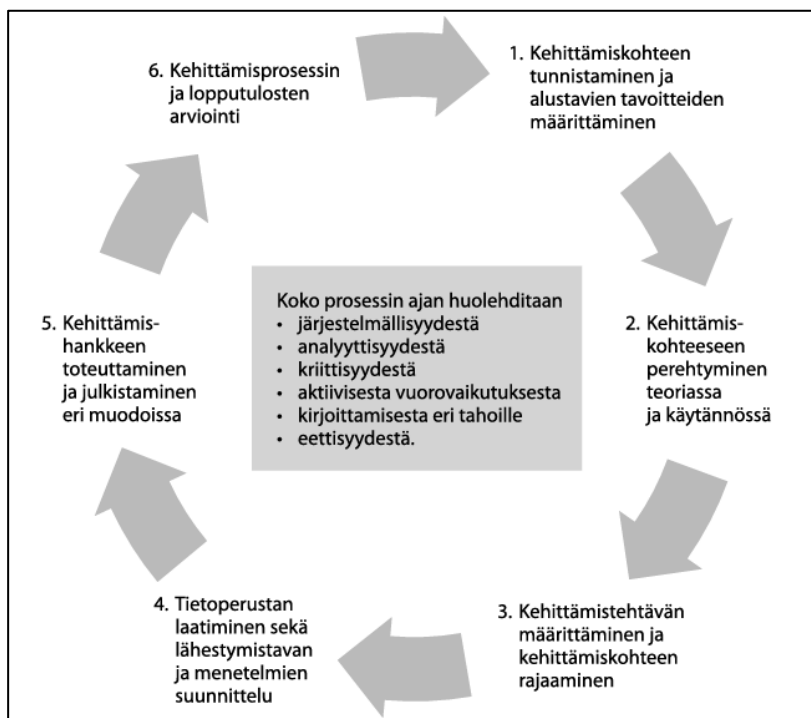 1. Kehittämiskohteen
tunnistaminen ja
alustavien tavoitteiden
määrittäminen
2. Kehittämis-
kohteeseen
perehtyminen
teoriassa
ja käytännössä
3. Kehittämistehtävän
määrittäminen ja
kehittämiskohteen
rajaaminen
4. Tietoperustan
laatiminen sekä
lähestymistavan
ja menetelmien
suunnittelu
5. Kehittämis-
hankkeen
toteuttaminen
ja julkistaminen
eri muodoissa
6. Kehittämisprosessin
ja lopputulosten
arviointi
Koko prosessin ajan huolehditaan
• järjestelmällisyydestä
• analyyttisyydestä
• kriittisyydestä
• aktiivisesta vuorovaikutuksesta
• kirjoittamisesta eri tahoille
• eettisyydestä.